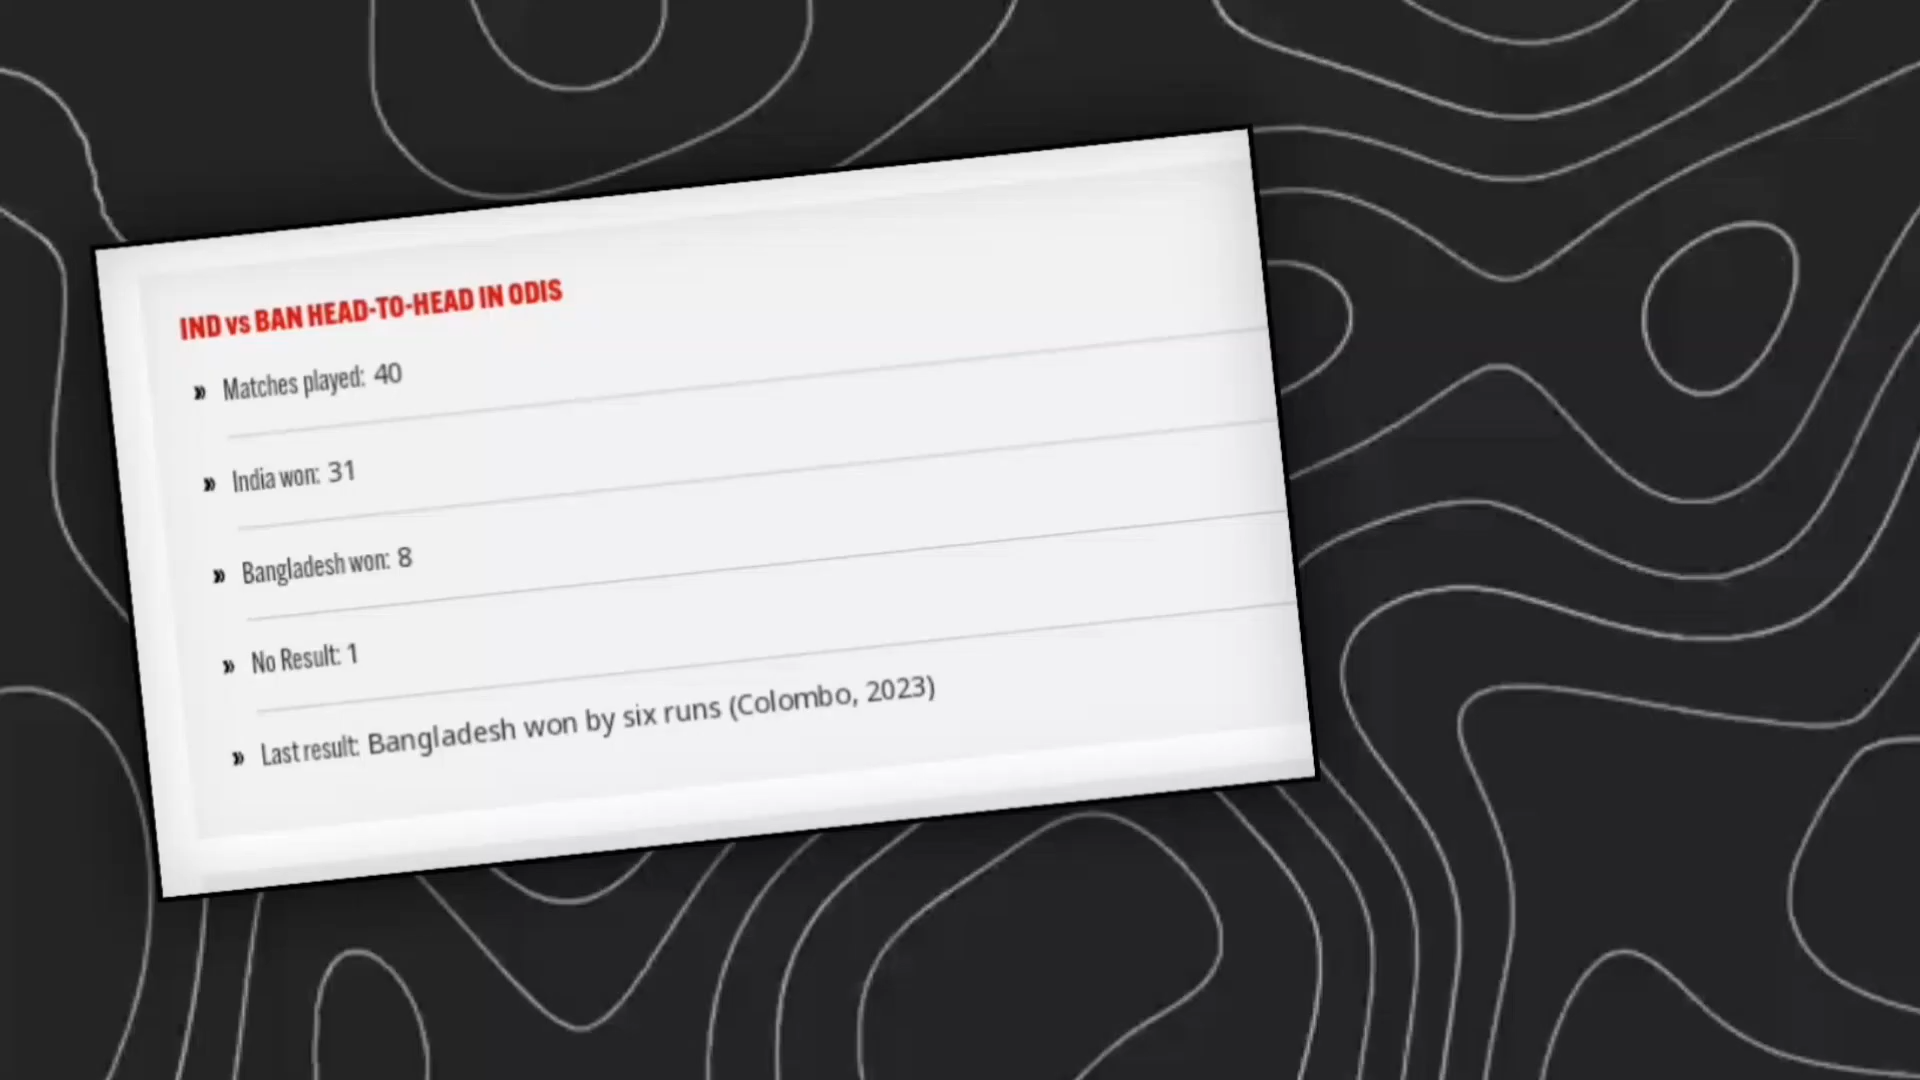 IND vs BAN HEAD-TO-HEAD IN ODIS
» Matches played: 40
» India won: 31
» Bangladesh won: 8
» No Result: 1
» Last result: Bangladesh won by six runs (Colombo, 2023)